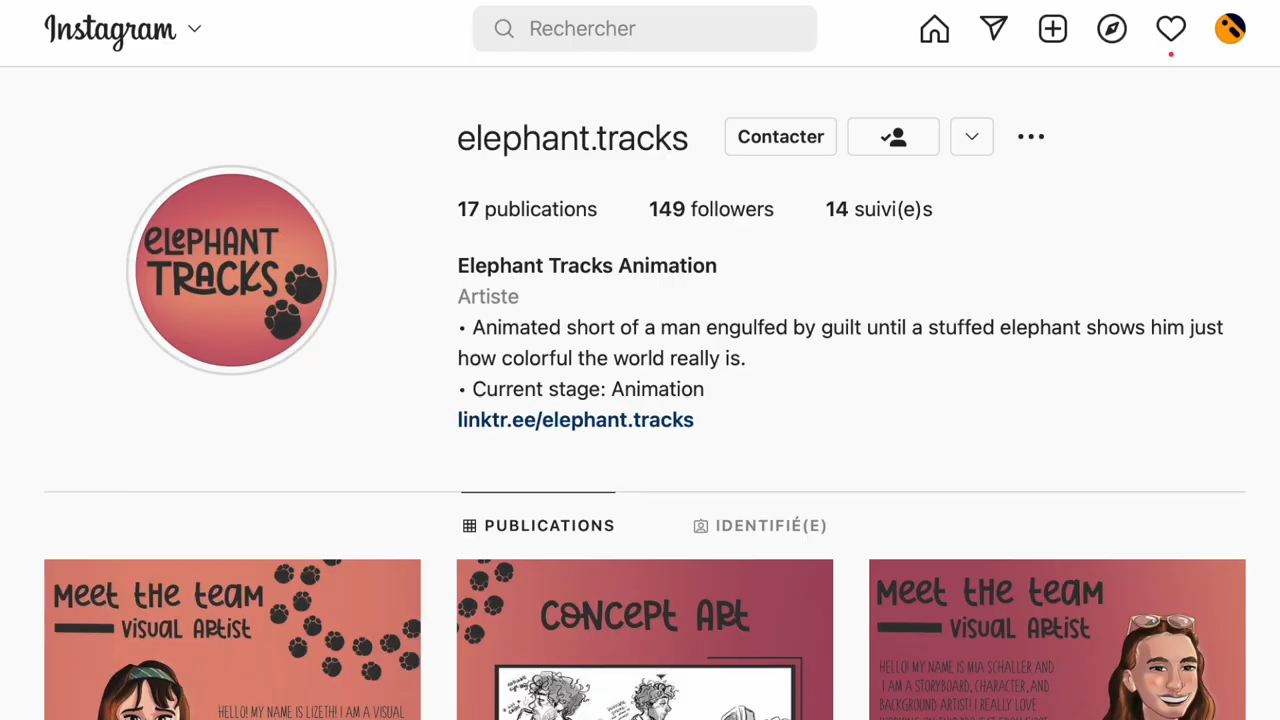 Instagram
Rechercher
elephant.tracks
Contacter
17 publications
149 followers
14 suivi(e)s
ELEPHANT
TRACKS
Elephant Tracks Animation
Artiste
• Animated short of a man engulfed by guilt until a stuffed elephant shows him just
how colorful the world really is.
• Current stage: Animation
linktr.ee/elephant.tracks
PUBLICATIONS
IDENTIFIÉ(E)
MEET THE TEAM
VISUAL ARTIST
HELLO! MY NAME IS LIZETH! I AM A VISUAL
CONCEPT ART
MEET THE TEAM
VISUAL ARTIST
HELLO! MY NAME IS MIA SCHALLER AND
I AM A STORYBOARD, CHARACTER, AND
BACKGROUND ARTIST! I REALLY LOVE